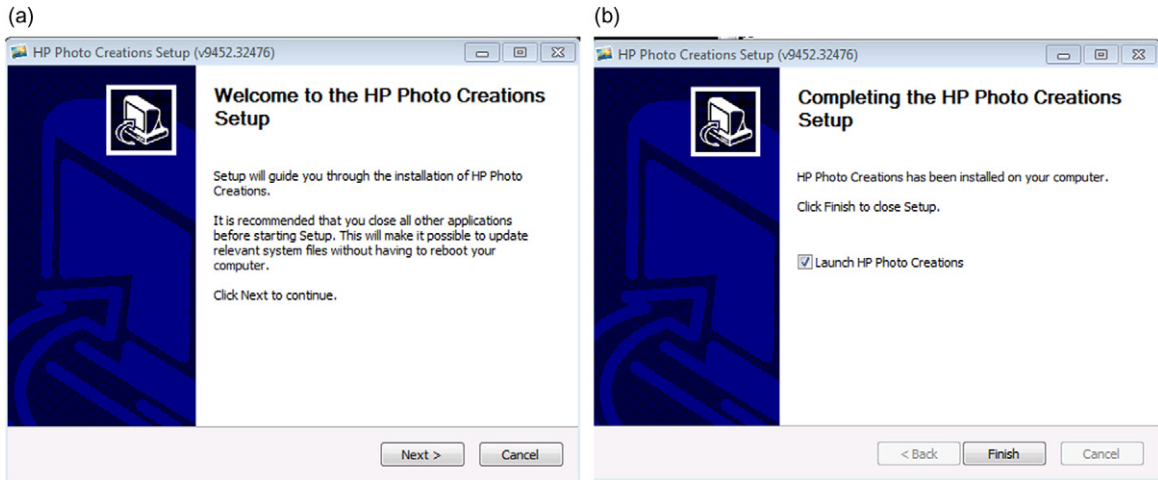 (a)
HP Photo Creations Setup (v9452.32476)
Welcome to the HP Photo Creations
Setup
Setup will guide you through the installation of HP Photo
Creations.
It is recommended that you close all other applications
before starting Setup. This will make it possible to update
relevant system files without having to reboot your
computer.
Click Next to continue.
Next >
Cancel
(b)
HP Photo Creations Setup (v9452.32476)
Completing the HP Photo Creations
Setup
HP Photo Creations has been installed on your computer.
Click Finish to close Setup.
Launch HP Photo Creations
< Back
Finish
Cancel